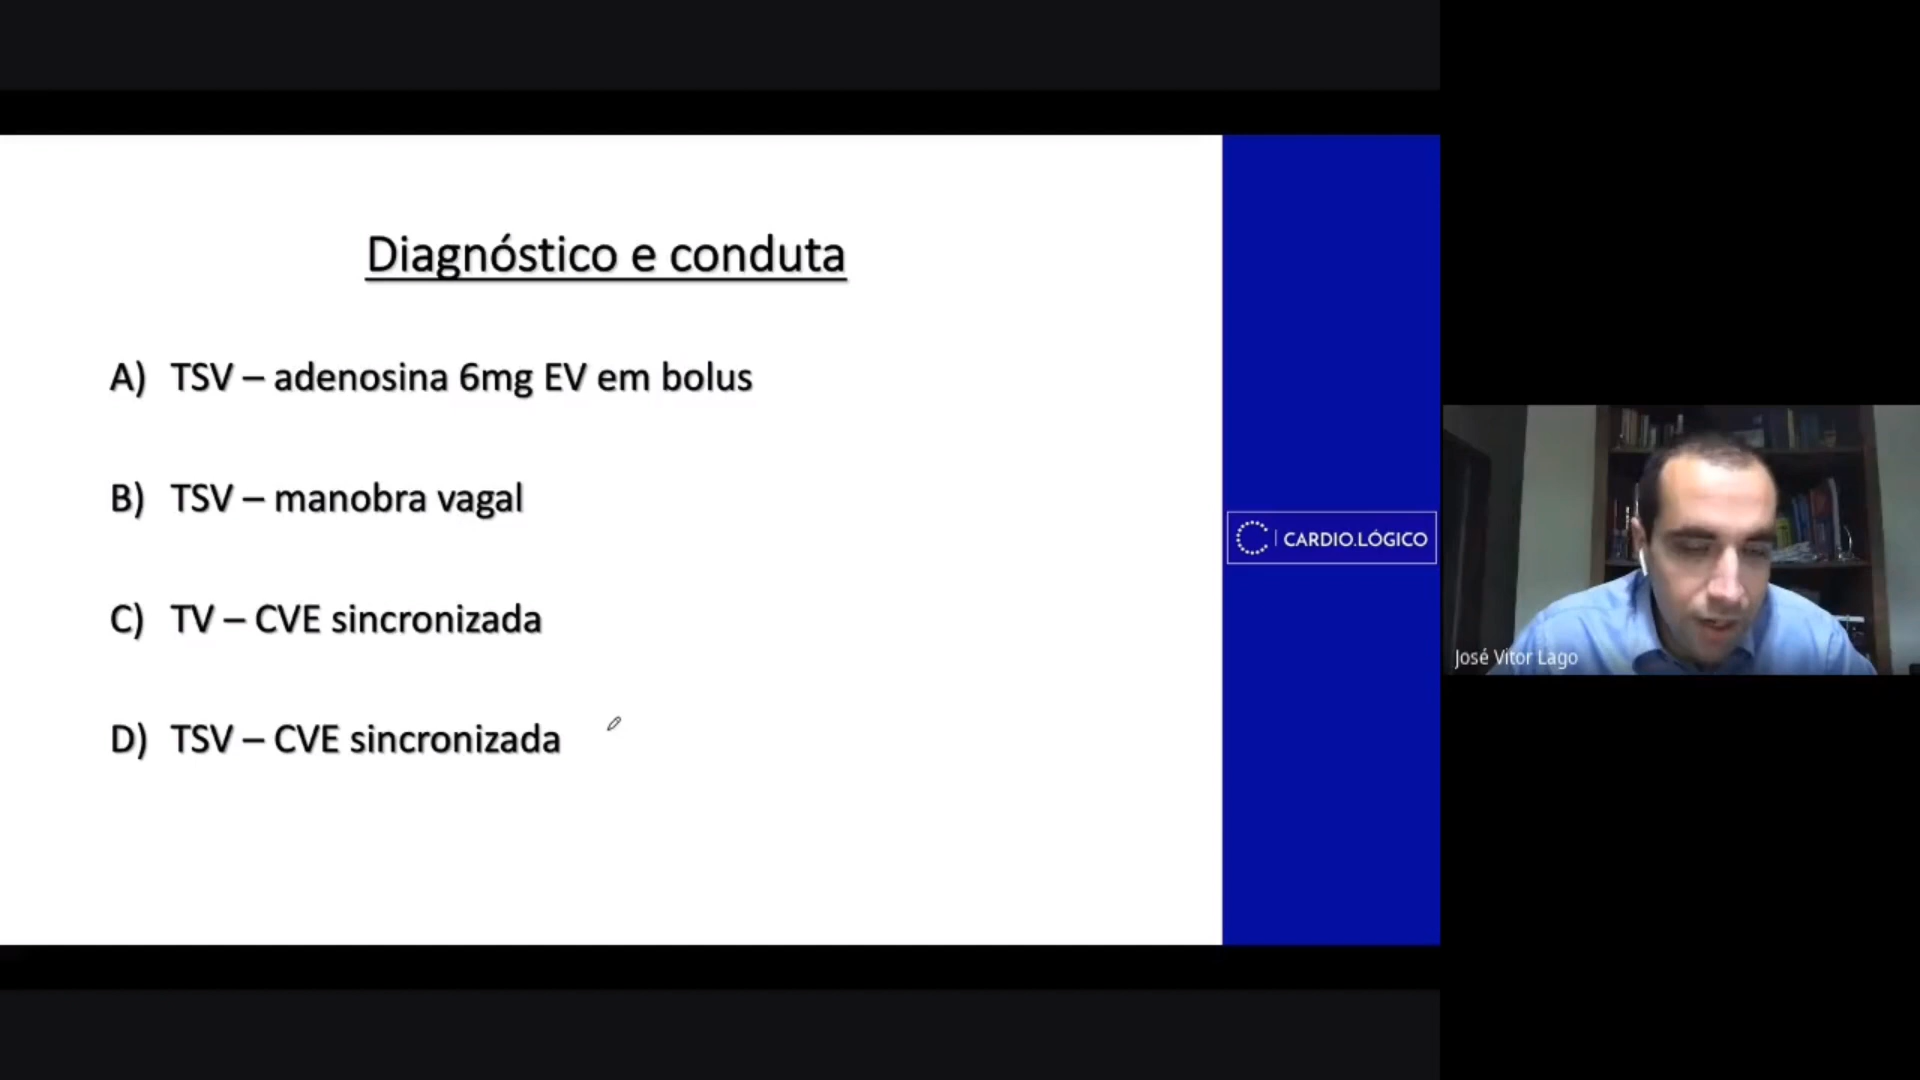 Diagnóstico e conduta
A) TSV – adenosina 6mg EV em bolus
B) TSV – manobra vagal
C) TV – CVE sincronizada
D) TSV – CVE sincronizada
CARDIO.LÓGICO
José Vitor Lago